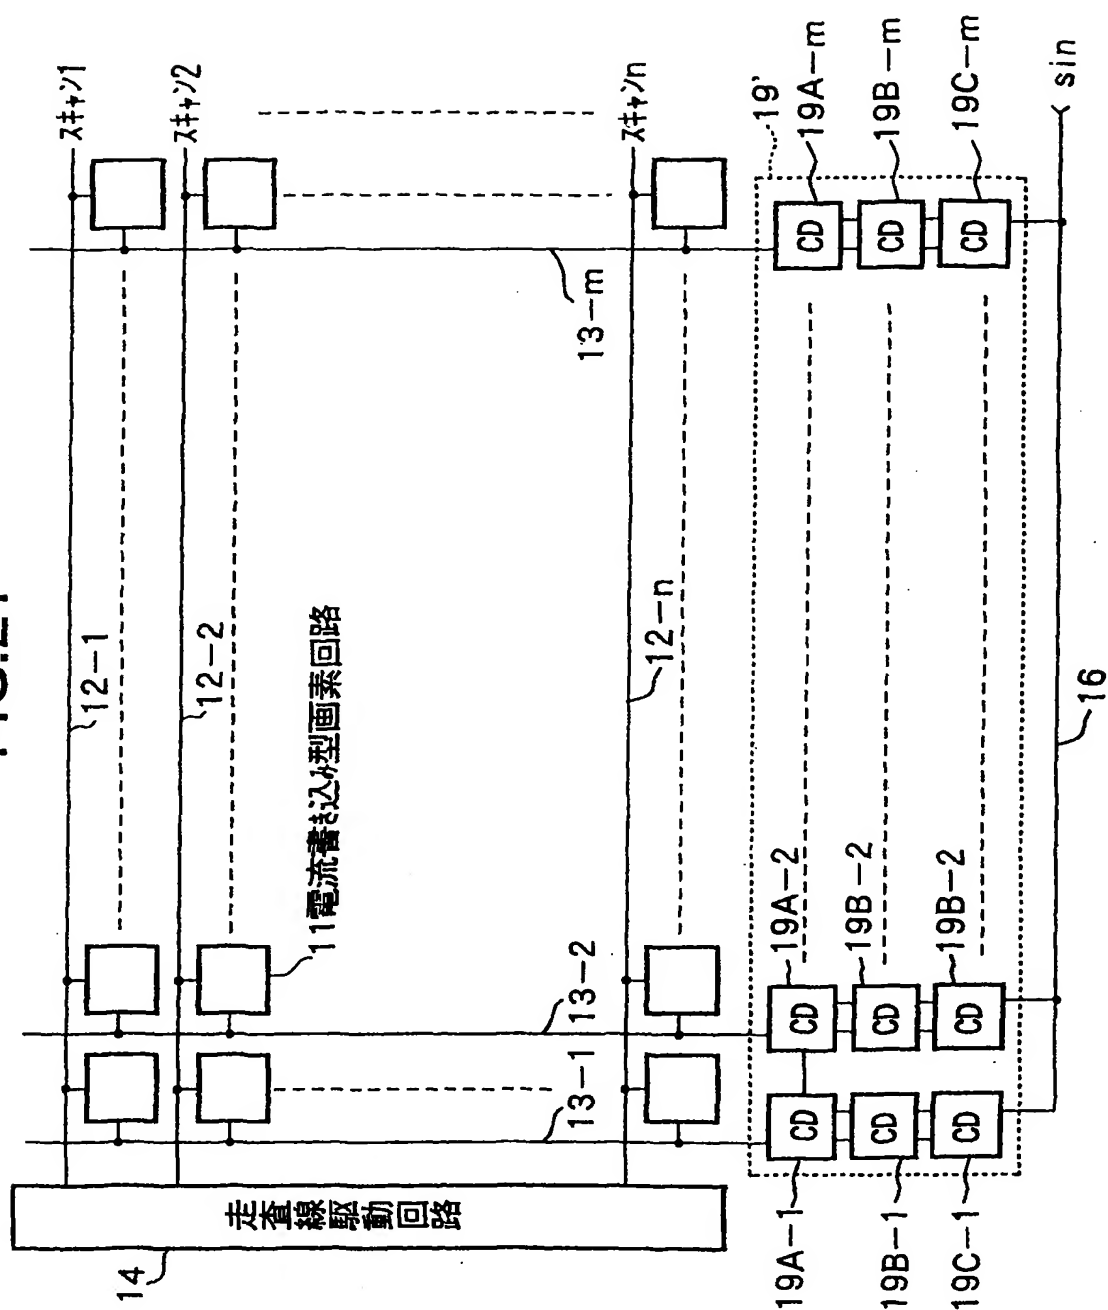 スキャン1
12-1
14
スキャン2
12-2
走査線駆動回路
11電流書き込み型画素回路
13-1
13-2
13-m
スキャンn
12-n
19'
19A-1
CD
CD
19A-2
CD
19A-m
19B-1
CD
CD
19B-2
CD
19B-m
19C-1
CD
CD
19B-2
CD
19C-m
16
sin